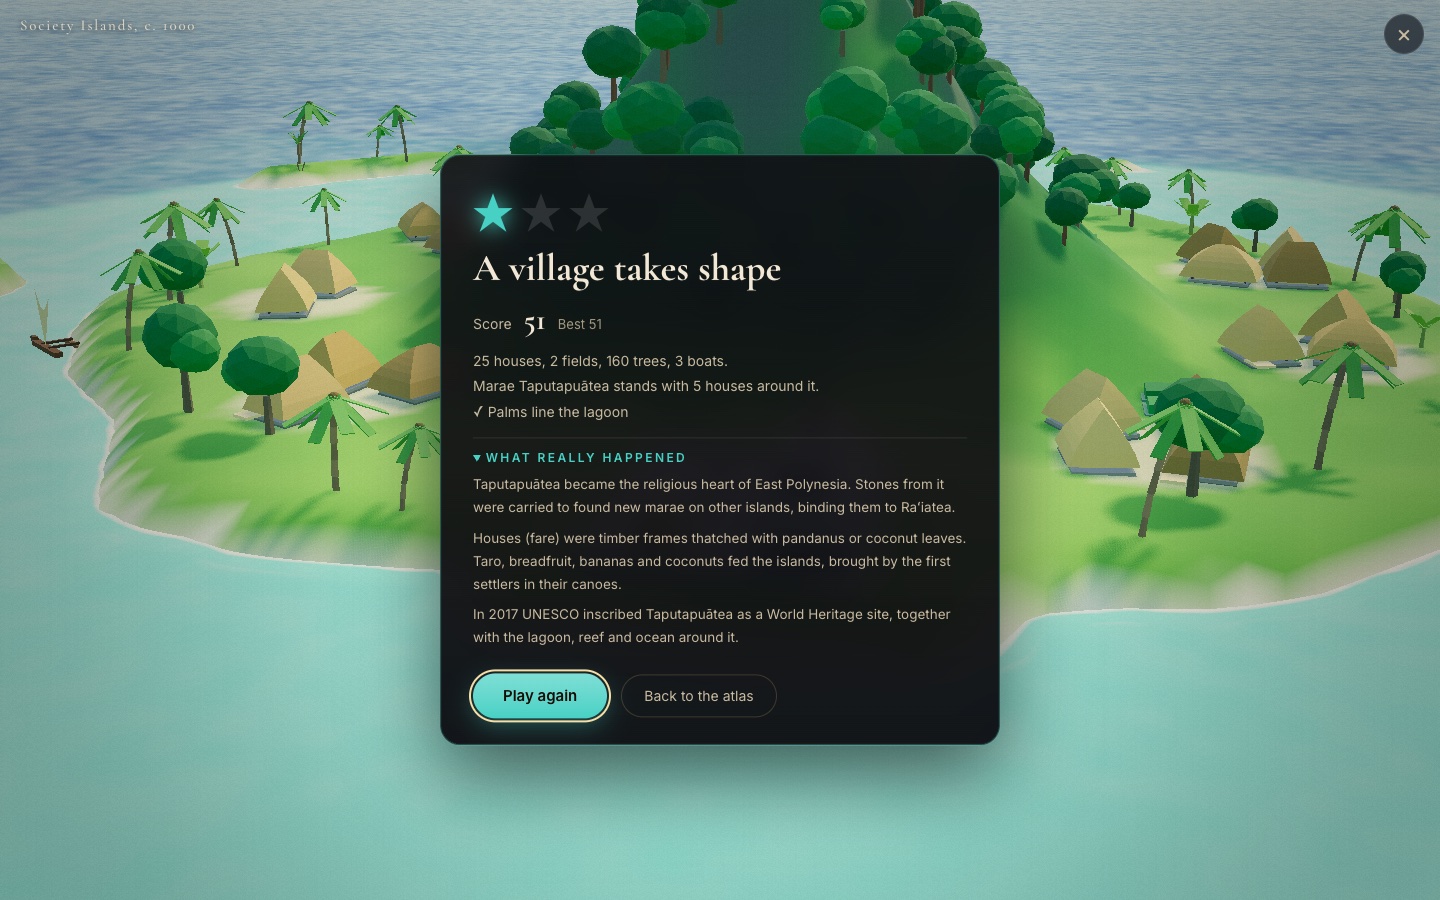 Society Islands, c. 1000
A village takes shape
Score 51 Best 51
25 houses, 2 fields, 160 trees, 3 boats.
Marae Taputapuātea stands with 5 houses around it.
✓ Palms line the lagoon
▾ WHAT REALLY HAPPENED
Taputapuātea became the religious heart of East Polynesia. Stones from it
were carried to found new marae on other islands, binding them to Ra’iatea.
Houses (fare) were timber frames thatched with pandanus or coconut leaves.
Taro, breadfruit, bananas and coconuts fed the islands, brought by the first
settlers in their canoes.
In 2017 UNESCO inscribed Taputapuātea as a World Heritage site, together
with the lagoon, reef and ocean around it.
Play again
Back to the atlas